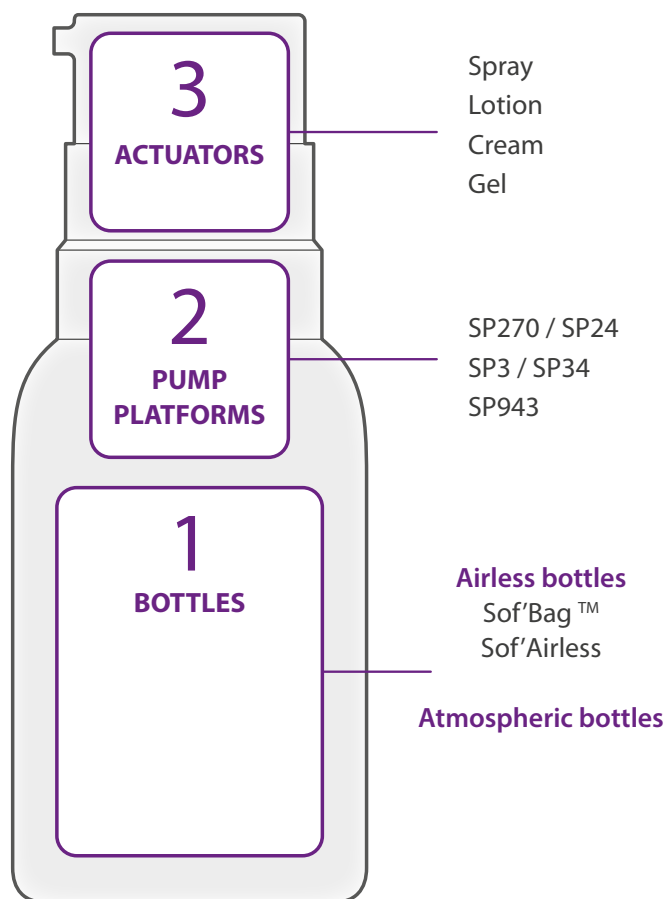 3
ACTUATORS
Spray
Lotion
Cream
Gel
2
PUMP
PLATFORMS
SP270 / SP24
SP3 / SP34
SP943
1
BOTTLES
Airless bottles
Sof’Bag ™
Sof’Airless
Atmospheric bottles